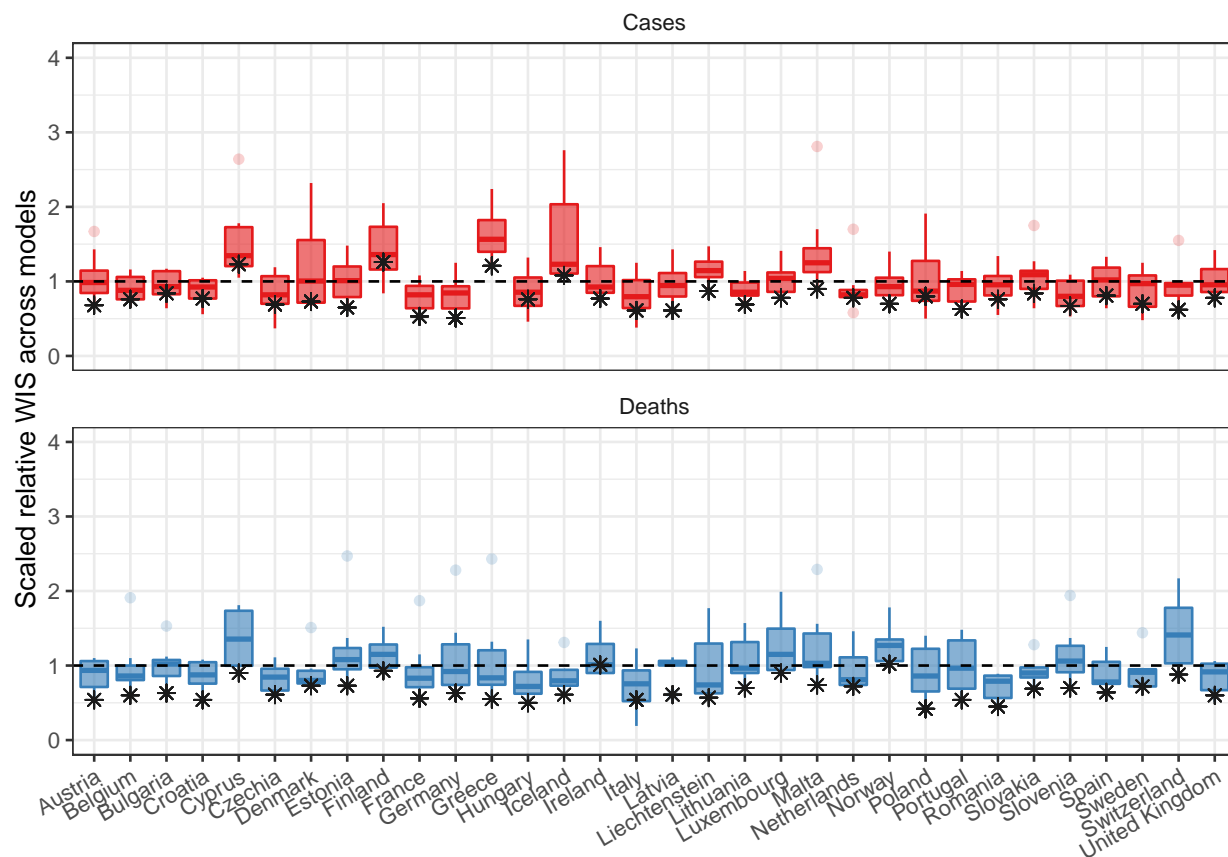 Cases
4
3
2
1
0
Scaled relative WIS across models
Deaths
4
3
2
1
0
Austria
Belgium
Bulgaria
Croatia
Cyprus
Czechia
Denmark
Estonia
Finland
France
Germany
Greece
Hungary
Iceland
Ireland
Italy
Latvia
Liechtenstein
Lithuania
Luxembourg
Malta
Netherlands
Norway
Poland
Portugal
Romania
Slovakia
Slovenia
Spain
Sweden
Switzerland
United Kingdom